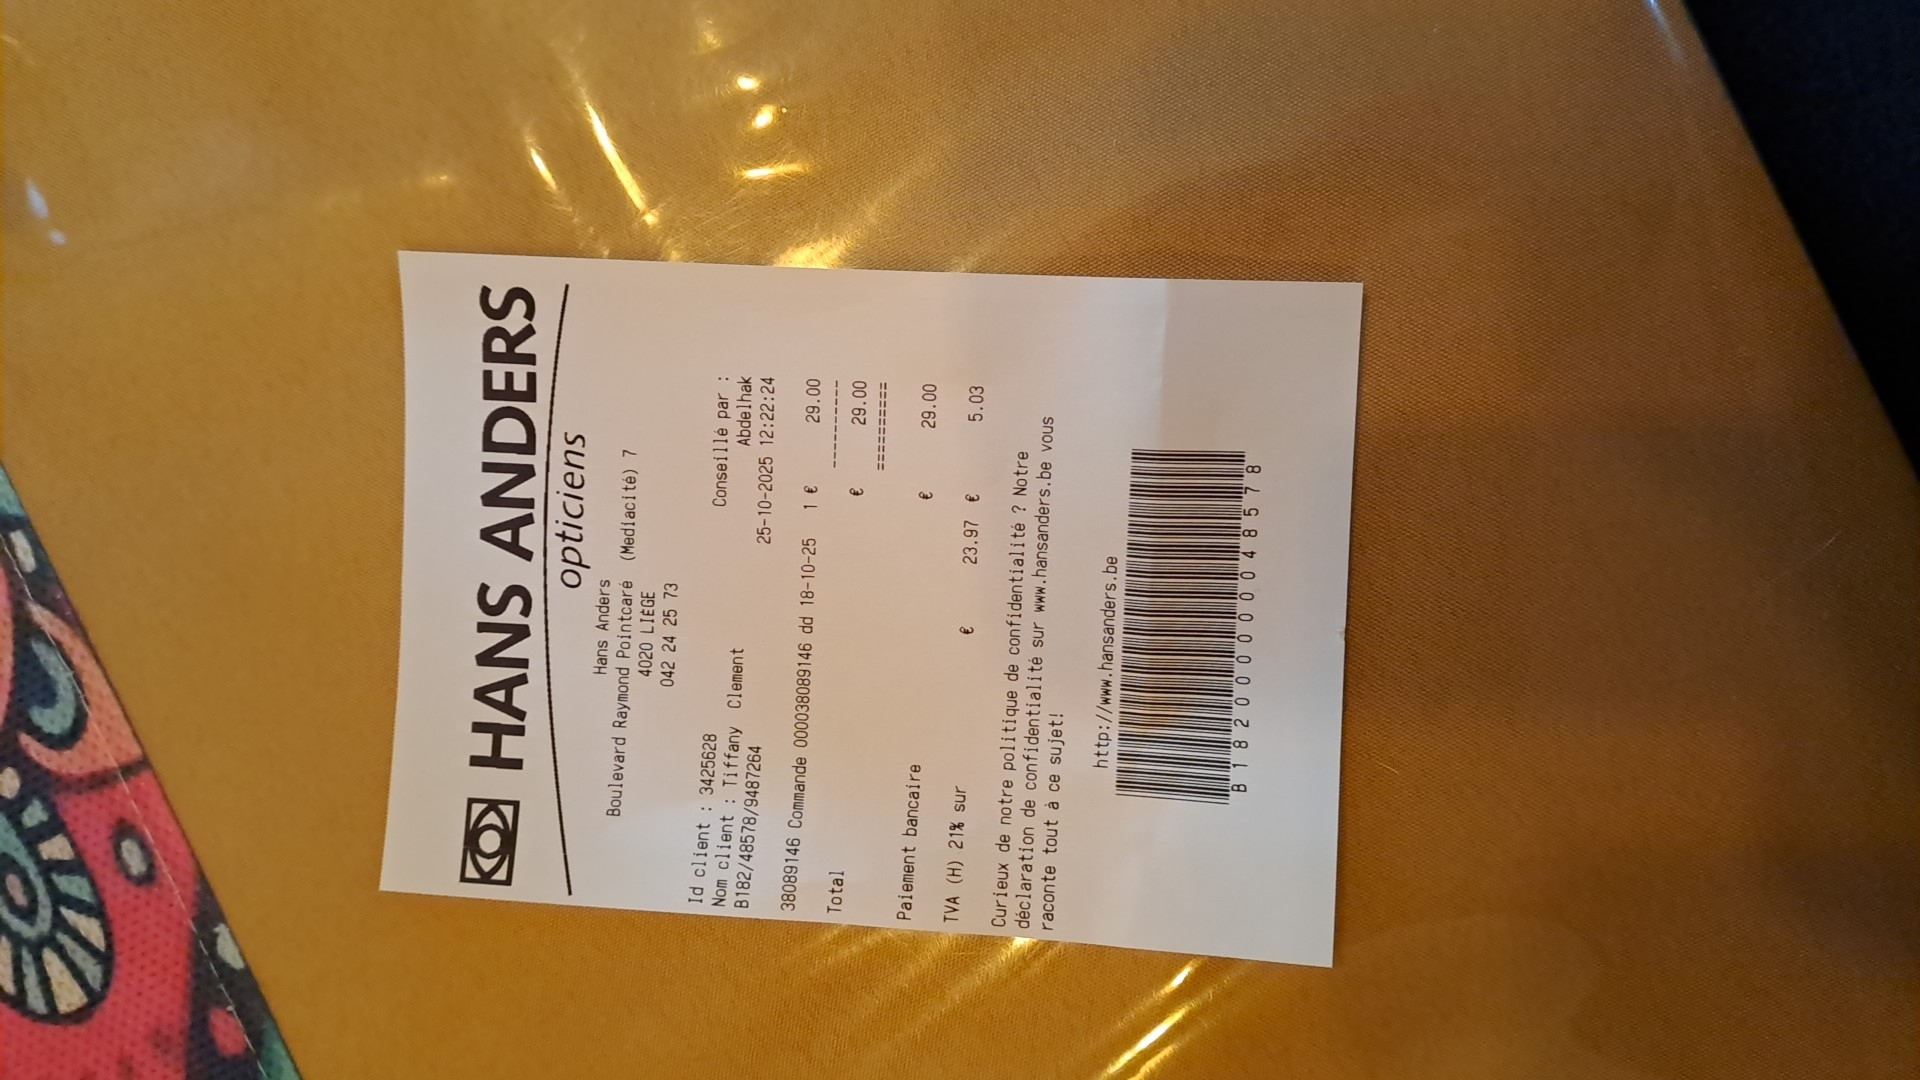 HANS ANDERS
opticiens
Hans Anders
Boulevard Raymond Pointcaré (Mediacité) 7
4020 LIEGE
042 24 25 73
Id client : 3425628
Nom client : Tiffany Clement
B182/48578/9487264
Conseillé par :
Abdelhak
25-10-2025 12:22:24
38089146 Commande 000038089146 dd 18-10-25 1 € 29.00
----------
Total € 29.00
==========
Paiement bancaire € 29.00
TVA (H) 21% sur € 23.97 € 5.03
Curieux de notre politique de confidentialité ? Notre
déclaration de confidentialité sur www.hansanders.be vous
raconte tout à ce sujet!
http://www.hansanders.be
B182000000048578